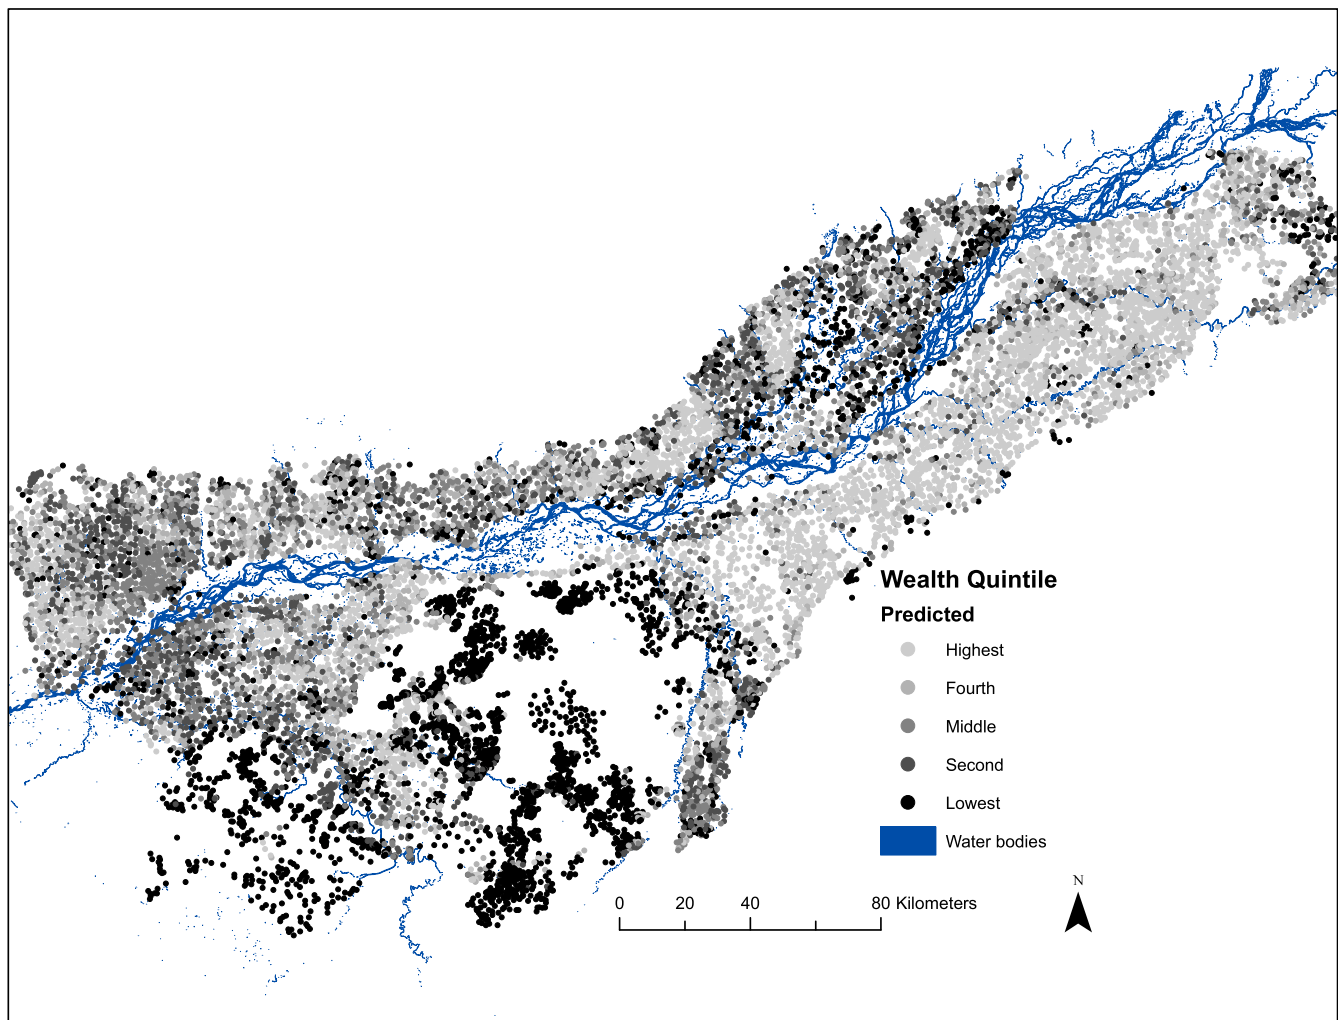 Wealth Quintile
Predicted
Highest
Fourth
Middle
Second
Lowest
Water bodies
N
0 20 40 80 Kilometers